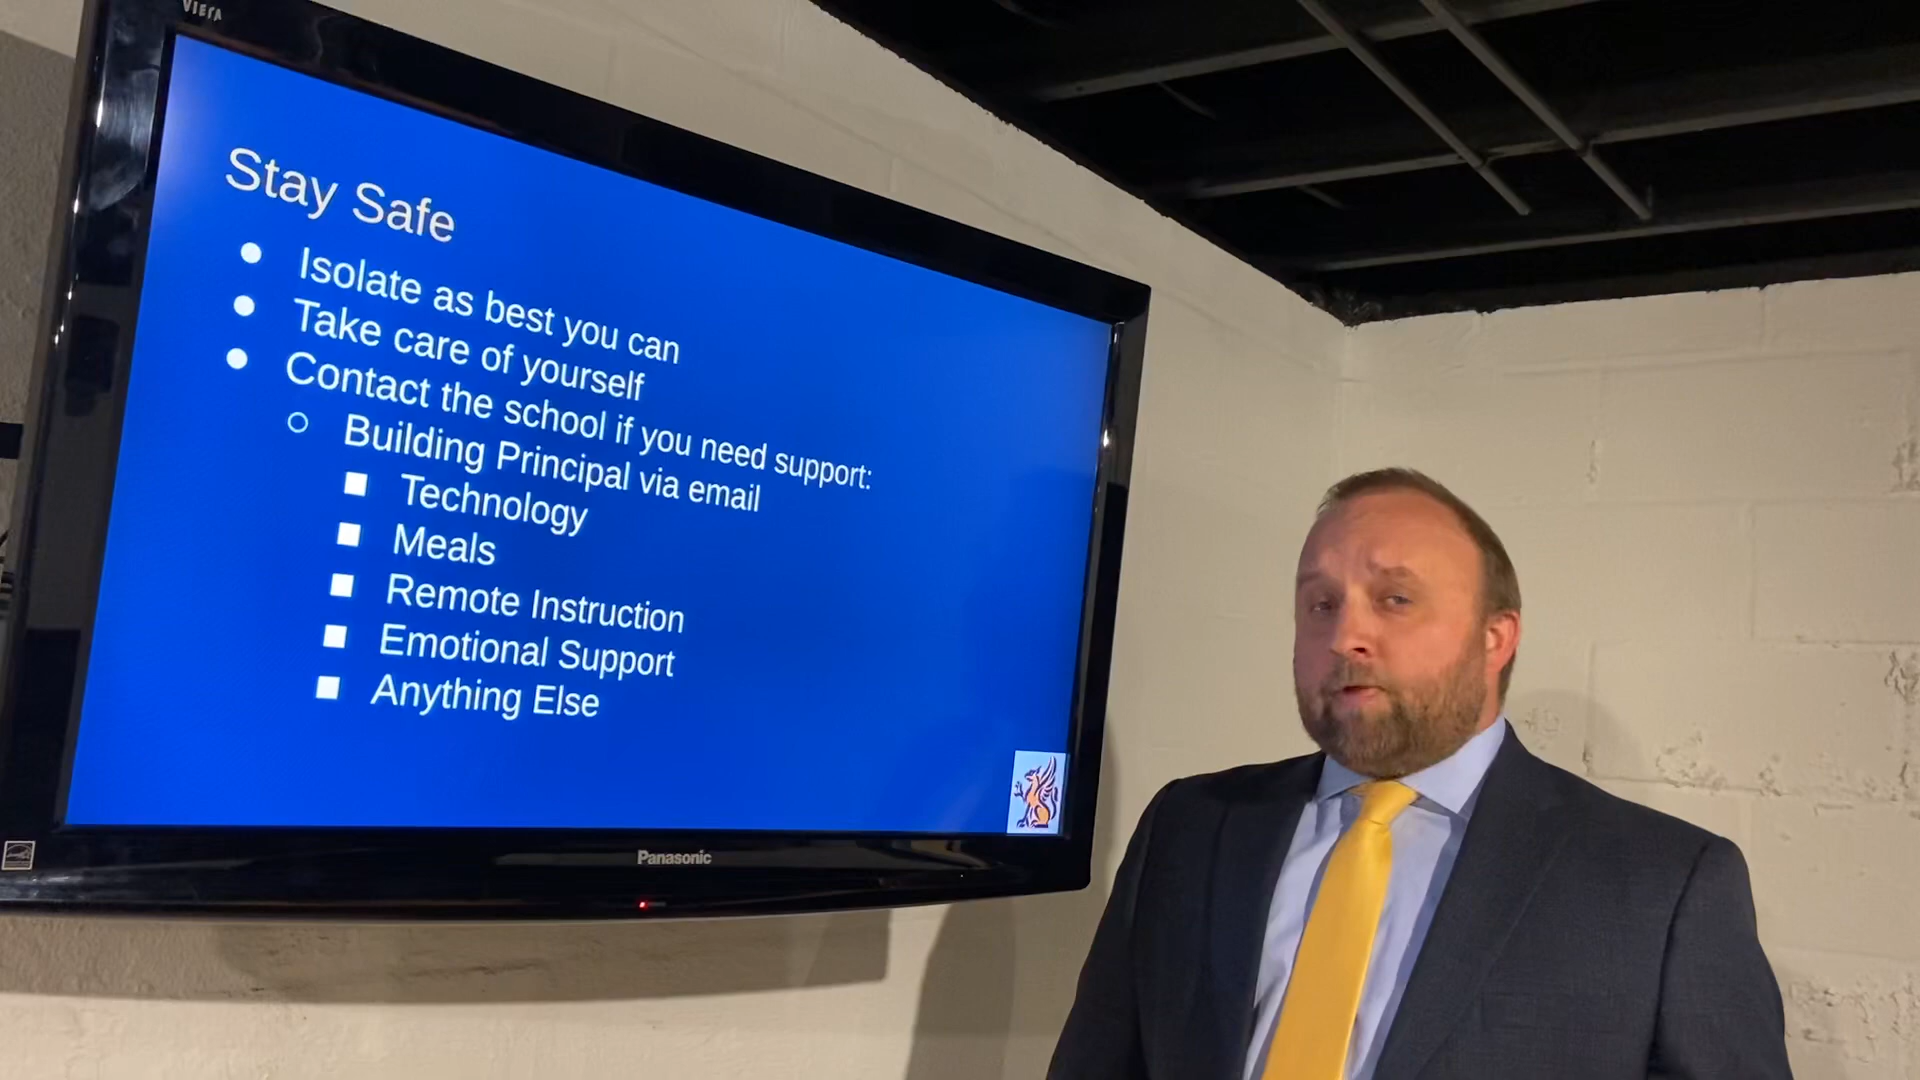 VIERA
Stay Safe
● Isolate as best you can
● Take care of yourself
● Contact the school if you need support:
○ Building Principal via email
■ Technology
■ Meals
■ Remote Instruction
■ Emotional Support
■ Anything Else
Panasonic